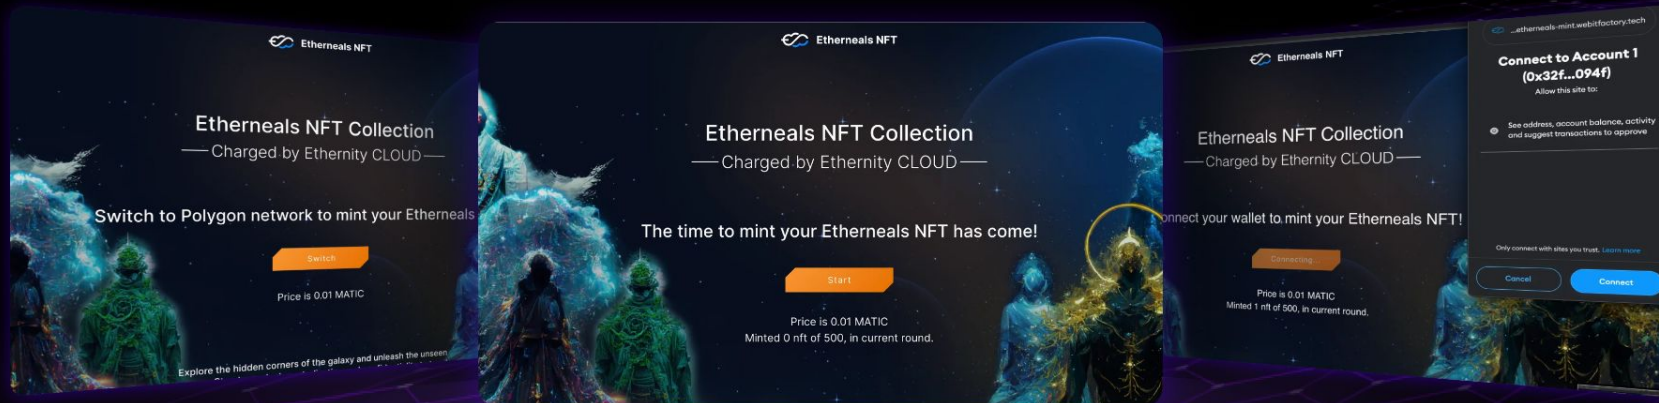 Etherneals NFT
Etherneals NFT Collection
Charged by Ethernity CLOUD
Switch to Polygon network to mint your Etherneals
Switch
Price is 0.01 MATIC
Explore the hidden corners of the galaxy and unleash the unseen
Etherneals NFT
Etherneals NFT Collection
Charged by Ethernity CLOUD
The time to mint your Etherneals NFT has come!
Start
Price is 0.01 MATIC
Minted 0 nft of 500, in current round.
Etherneals NFT
Etherneals NFT Collection
Charged by Ethernity CLOUD
onnect your wallet to mint your Etherneals NFT!
Connecting...
Price is 0.01 MATIC
Minted 1 nft of 500, in current round.
...etherneals-mint.webitfactory.tech
Connect to Account 1
(0x32f...094f)
Allow this site to:
See address, account balance, activity
and suggest transactions to approve
Only connect with sites you trust. Learn more
Cancel
Connect